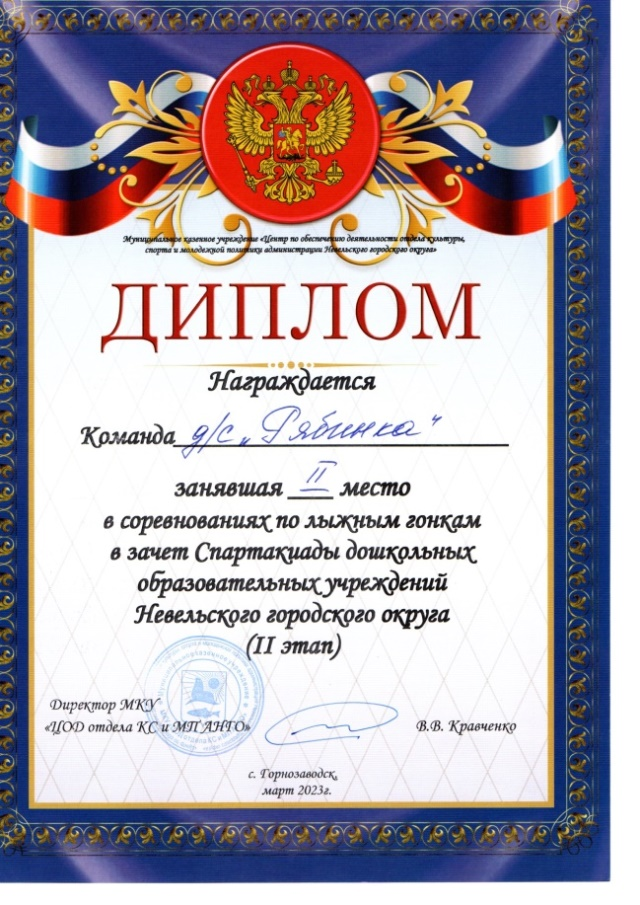 Муниципальное казенное учреждение «Центр по обеспечению деятельности отдела культуры,
спорта и молодежной политики администрации Невельского городского округа»
ДИПЛОМ
Награждается
Команда д/с „Рябинка“
занявшая II место
в соревнованиях по лыжным гонкам
в зачет Спартакиады дошкольных
образовательных учреждений
Невельского городского округа
(II этап)
Директор МКУ
«ЦОД отдела КС и МП АНГО»
В.В. Кравченко
с. Горнозаводск,
март 2023г.